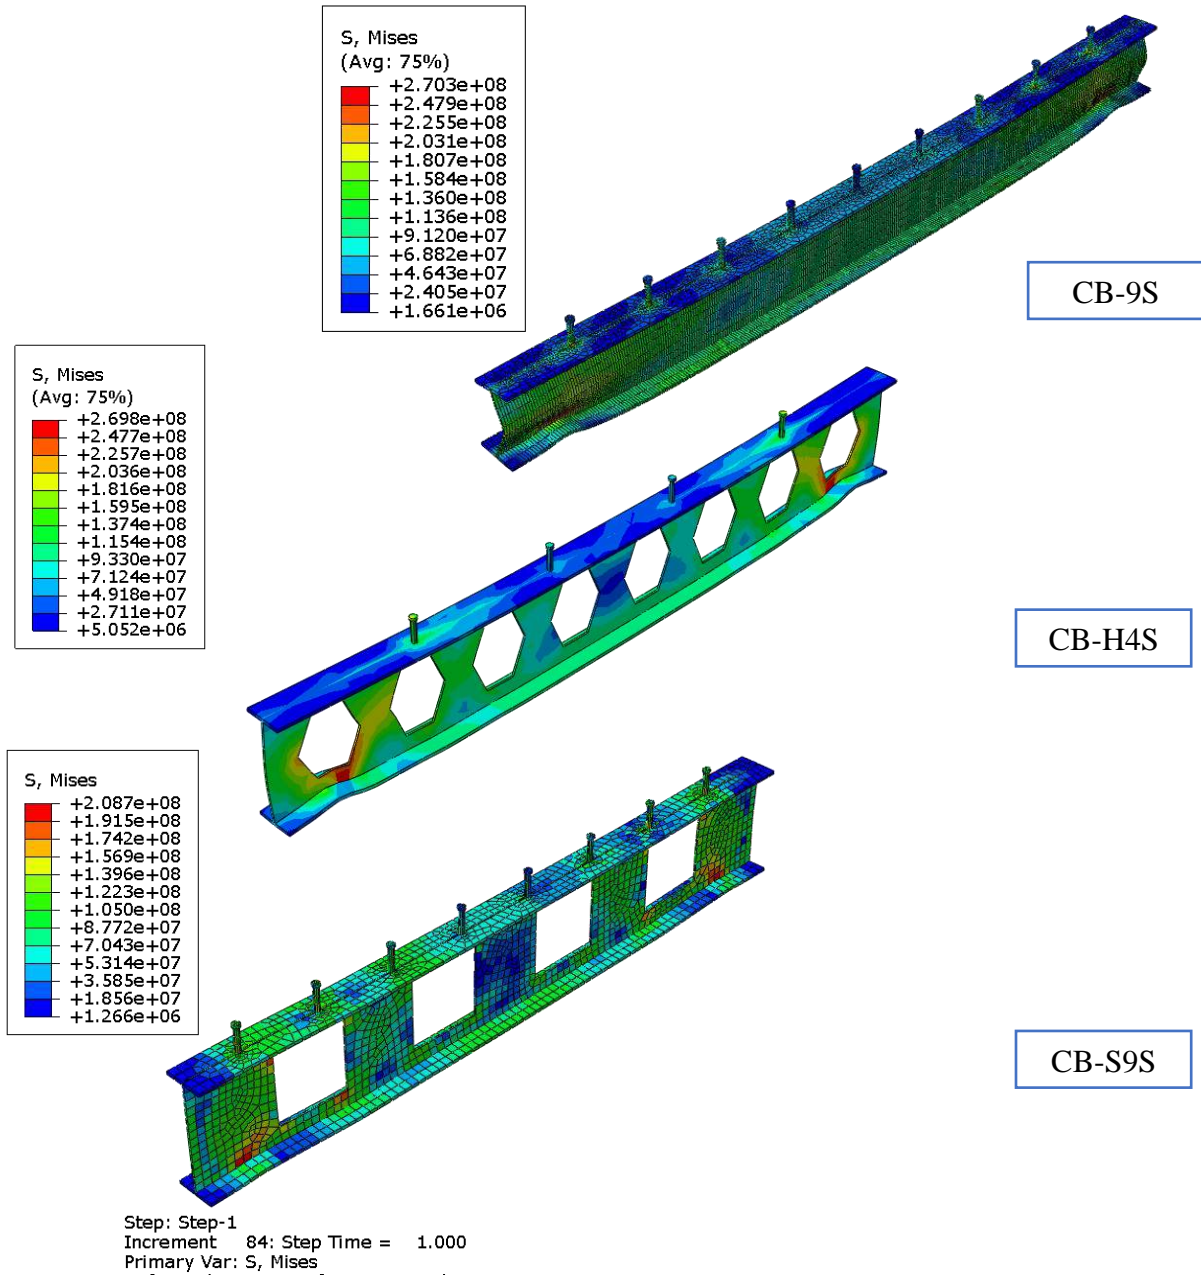 S, Mises
(Avg: 75%)
+2.703e+08
+2.479e+08
+2.255e+08
+2.031e+08
+1.807e+08
+1.584e+08
+1.360e+08
+1.136e+08
+9.120e+07
+6.882e+07
+4.643e+07
+2.405e+07
+1.661e+06
CB-9S
S, Mises
(Avg: 75%)
+2.698e+08
+2.477e+08
+2.257e+08
+2.036e+08
+1.816e+08
+1.595e+08
+1.374e+08
+1.154e+08
+9.330e+07
+7.124e+07
+4.918e+07
+2.711e+07
+5.052e+06
CB-H4S
S, Mises
+2.087e+08
+1.915e+08
+1.742e+08
+1.569e+08
+1.396e+08
+1.223e+08
+1.050e+08
+8.772e+07
+7.043e+07
+5.314e+07
+3.585e+07
+1.856e+07
+1.266e+06
CB-S9S
Step: Step-1
Increment 84: Step Time = 1.000
Primary Var: S, Mises